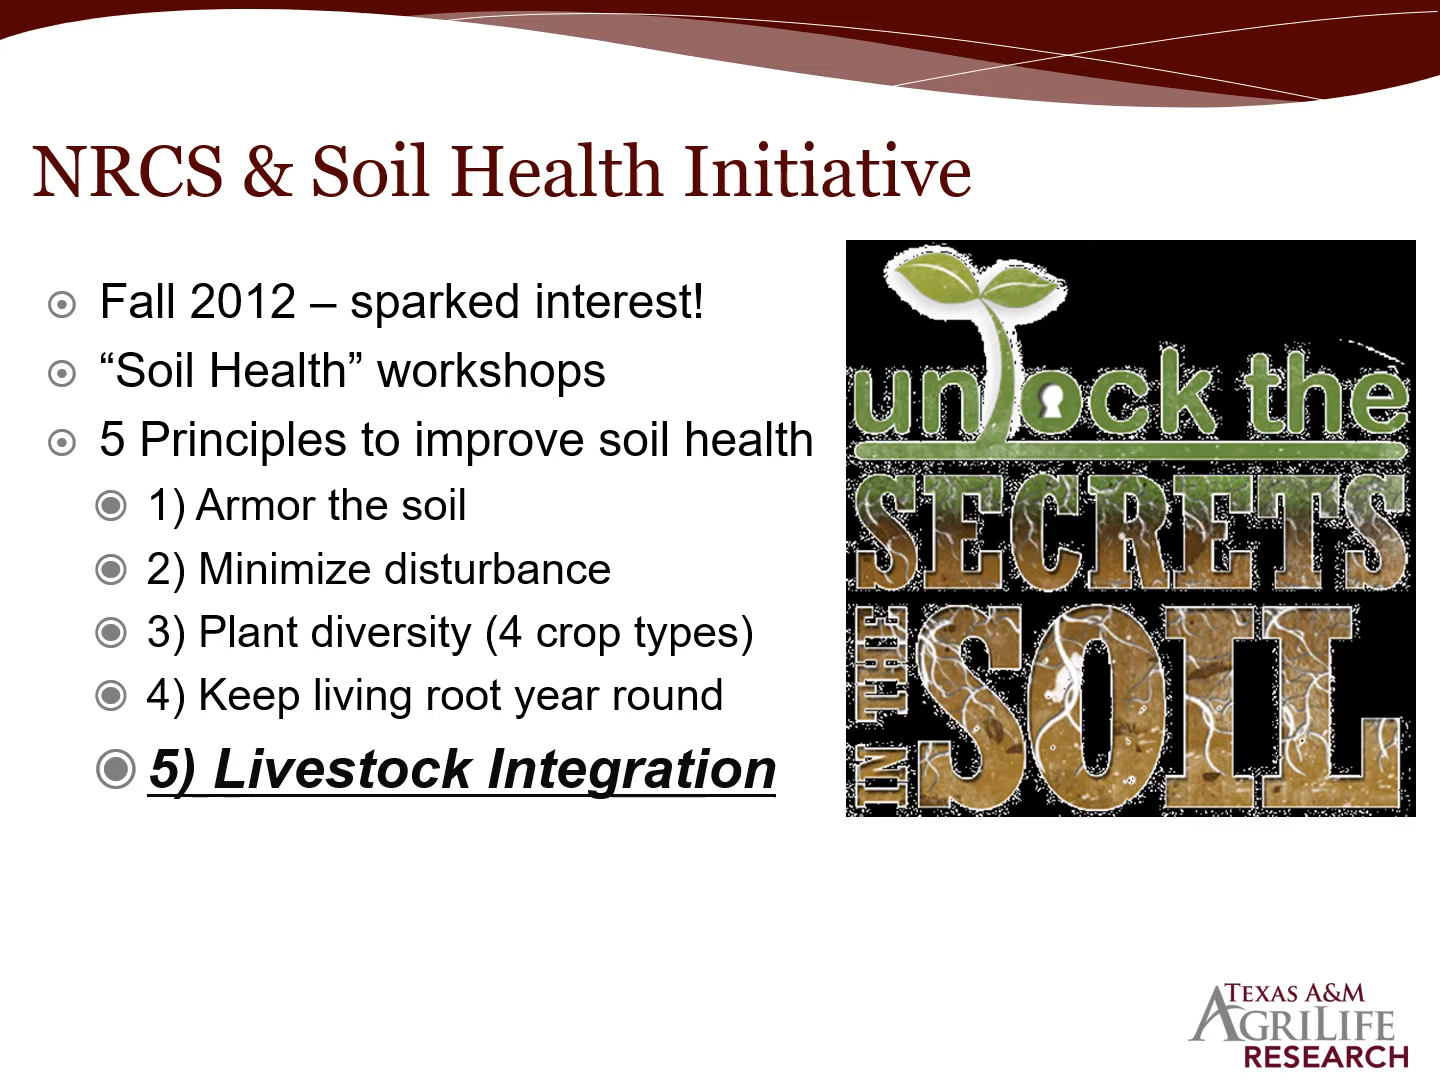 NRCS & Soil Health Initiative
Fall 2012 – sparked interest!
“Soil Health” workshops
5 Principles to improve soil health
1) Armor the soil
2) Minimize disturbance
3) Plant diversity (4 crop types)
4) Keep living root year round
5) Livestock Integration
unlock the
SECRETS
IN THE
SOIL
TEXAS A&M
AGRILIFE
RESEARCH